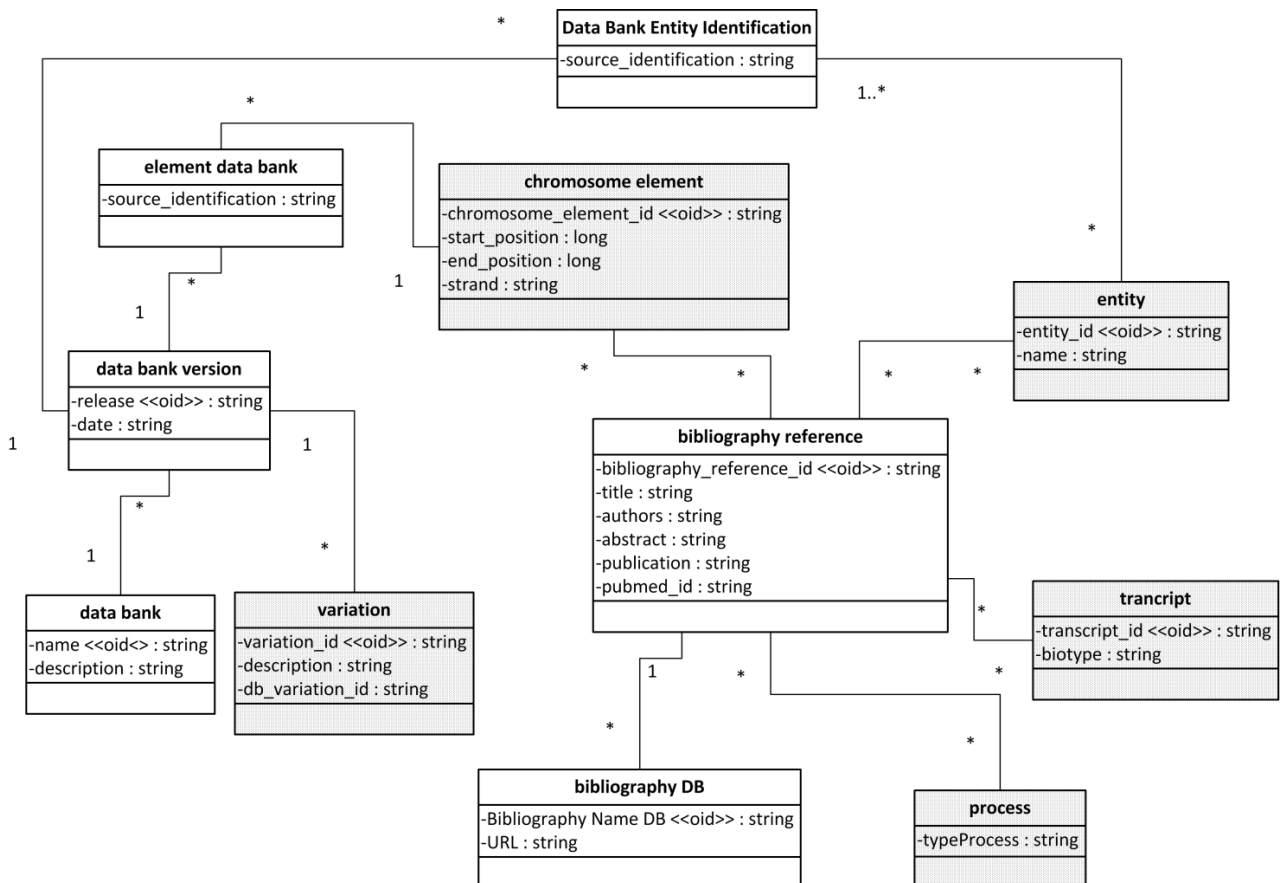 *
Data Bank Entity Identification
-source_identification : string
1..*
*
element data bank
-source_identification : string
*
1
chromosome element
-chromosome_element_id <<oid>> : string
-start_position : long
-end_position : long
-strand : string
1
*
entity
-entity_id <<oid>> : string
-name : string
data bank version
-release <<oid>> : string
-date : string
*
*
*
*
1
1
bibliography reference
-bibliography_reference_id <<oid>> : string
-title : string
-authors : string
-abstract : string
-publication : string
-pubmed_id : string
*
1
*
data bank
-name <<oid<> : string
-description : string
variation
-variation_id <<oid>> : string
-description : string
-db_variation_id : string
trancript
-transcript_id <<oid>> : string
-biotype : string
*
*
1
*
*
*
bibliography DB
-Bibliography Name DB <<oid>> : string
-URL : string
process
-typeProcess : string